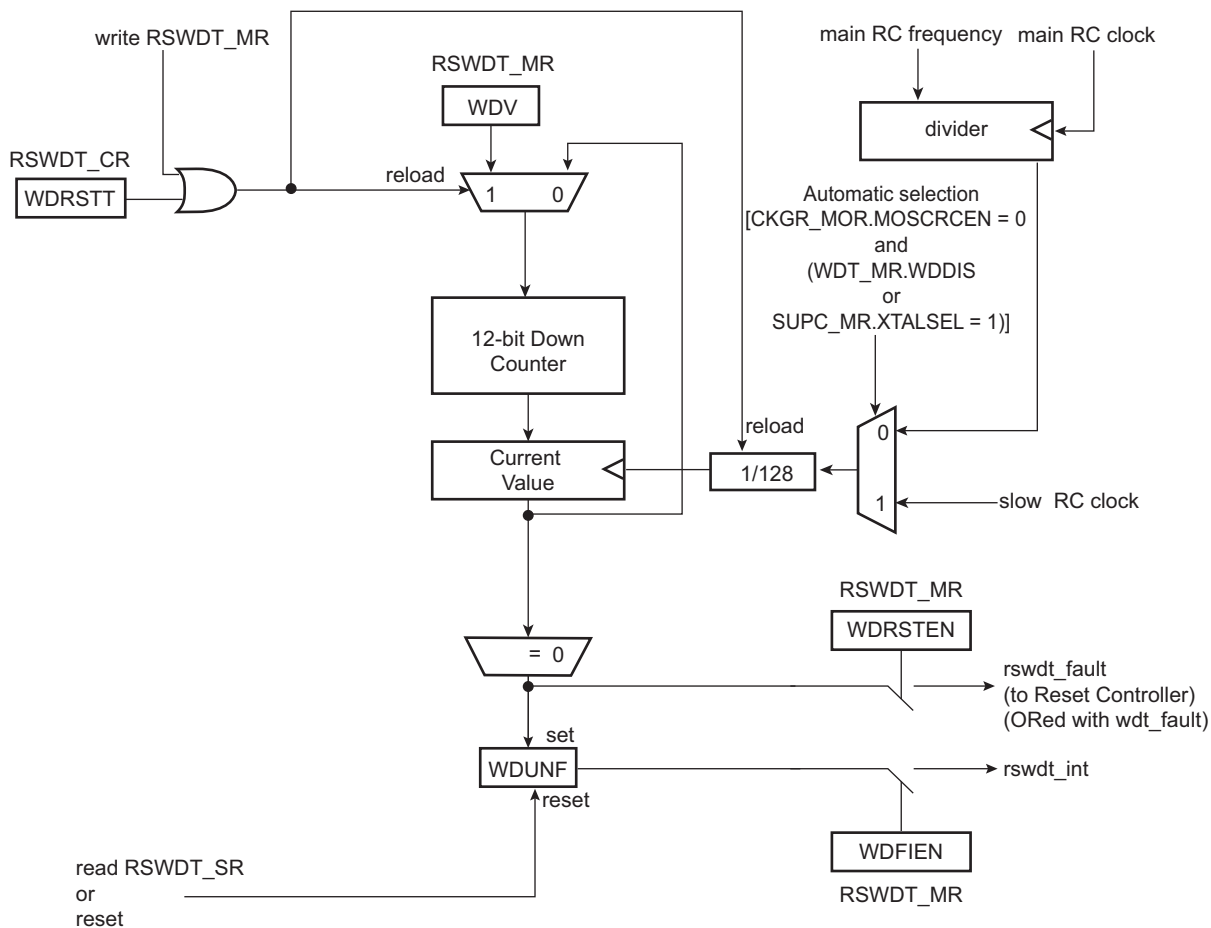 write RSWDT_MR
main RC frequency
main RC clock
RSWDT_MR
WDV
divider
RSWDT_CR
WDRSTT
reload
1 0
Automatic selection
[CKGR_MOR.MOSCRCEN = 0
and
(WDT_MR.WDDIS
or
SUPC_MR.XTALSEL = 1)]
12-bit Down
Counter
reload
0
Current
Value
1/128
1
slow RC clock
= 0
RSWDT_MR
WDRSTEN
rswdt_fault
(to Reset Controller)
(ORed with wdt_fault)
set
WDUNF
reset
rswdt_int
WDFIEN
RSWDT_MR
read RSWDT_SR
or
reset